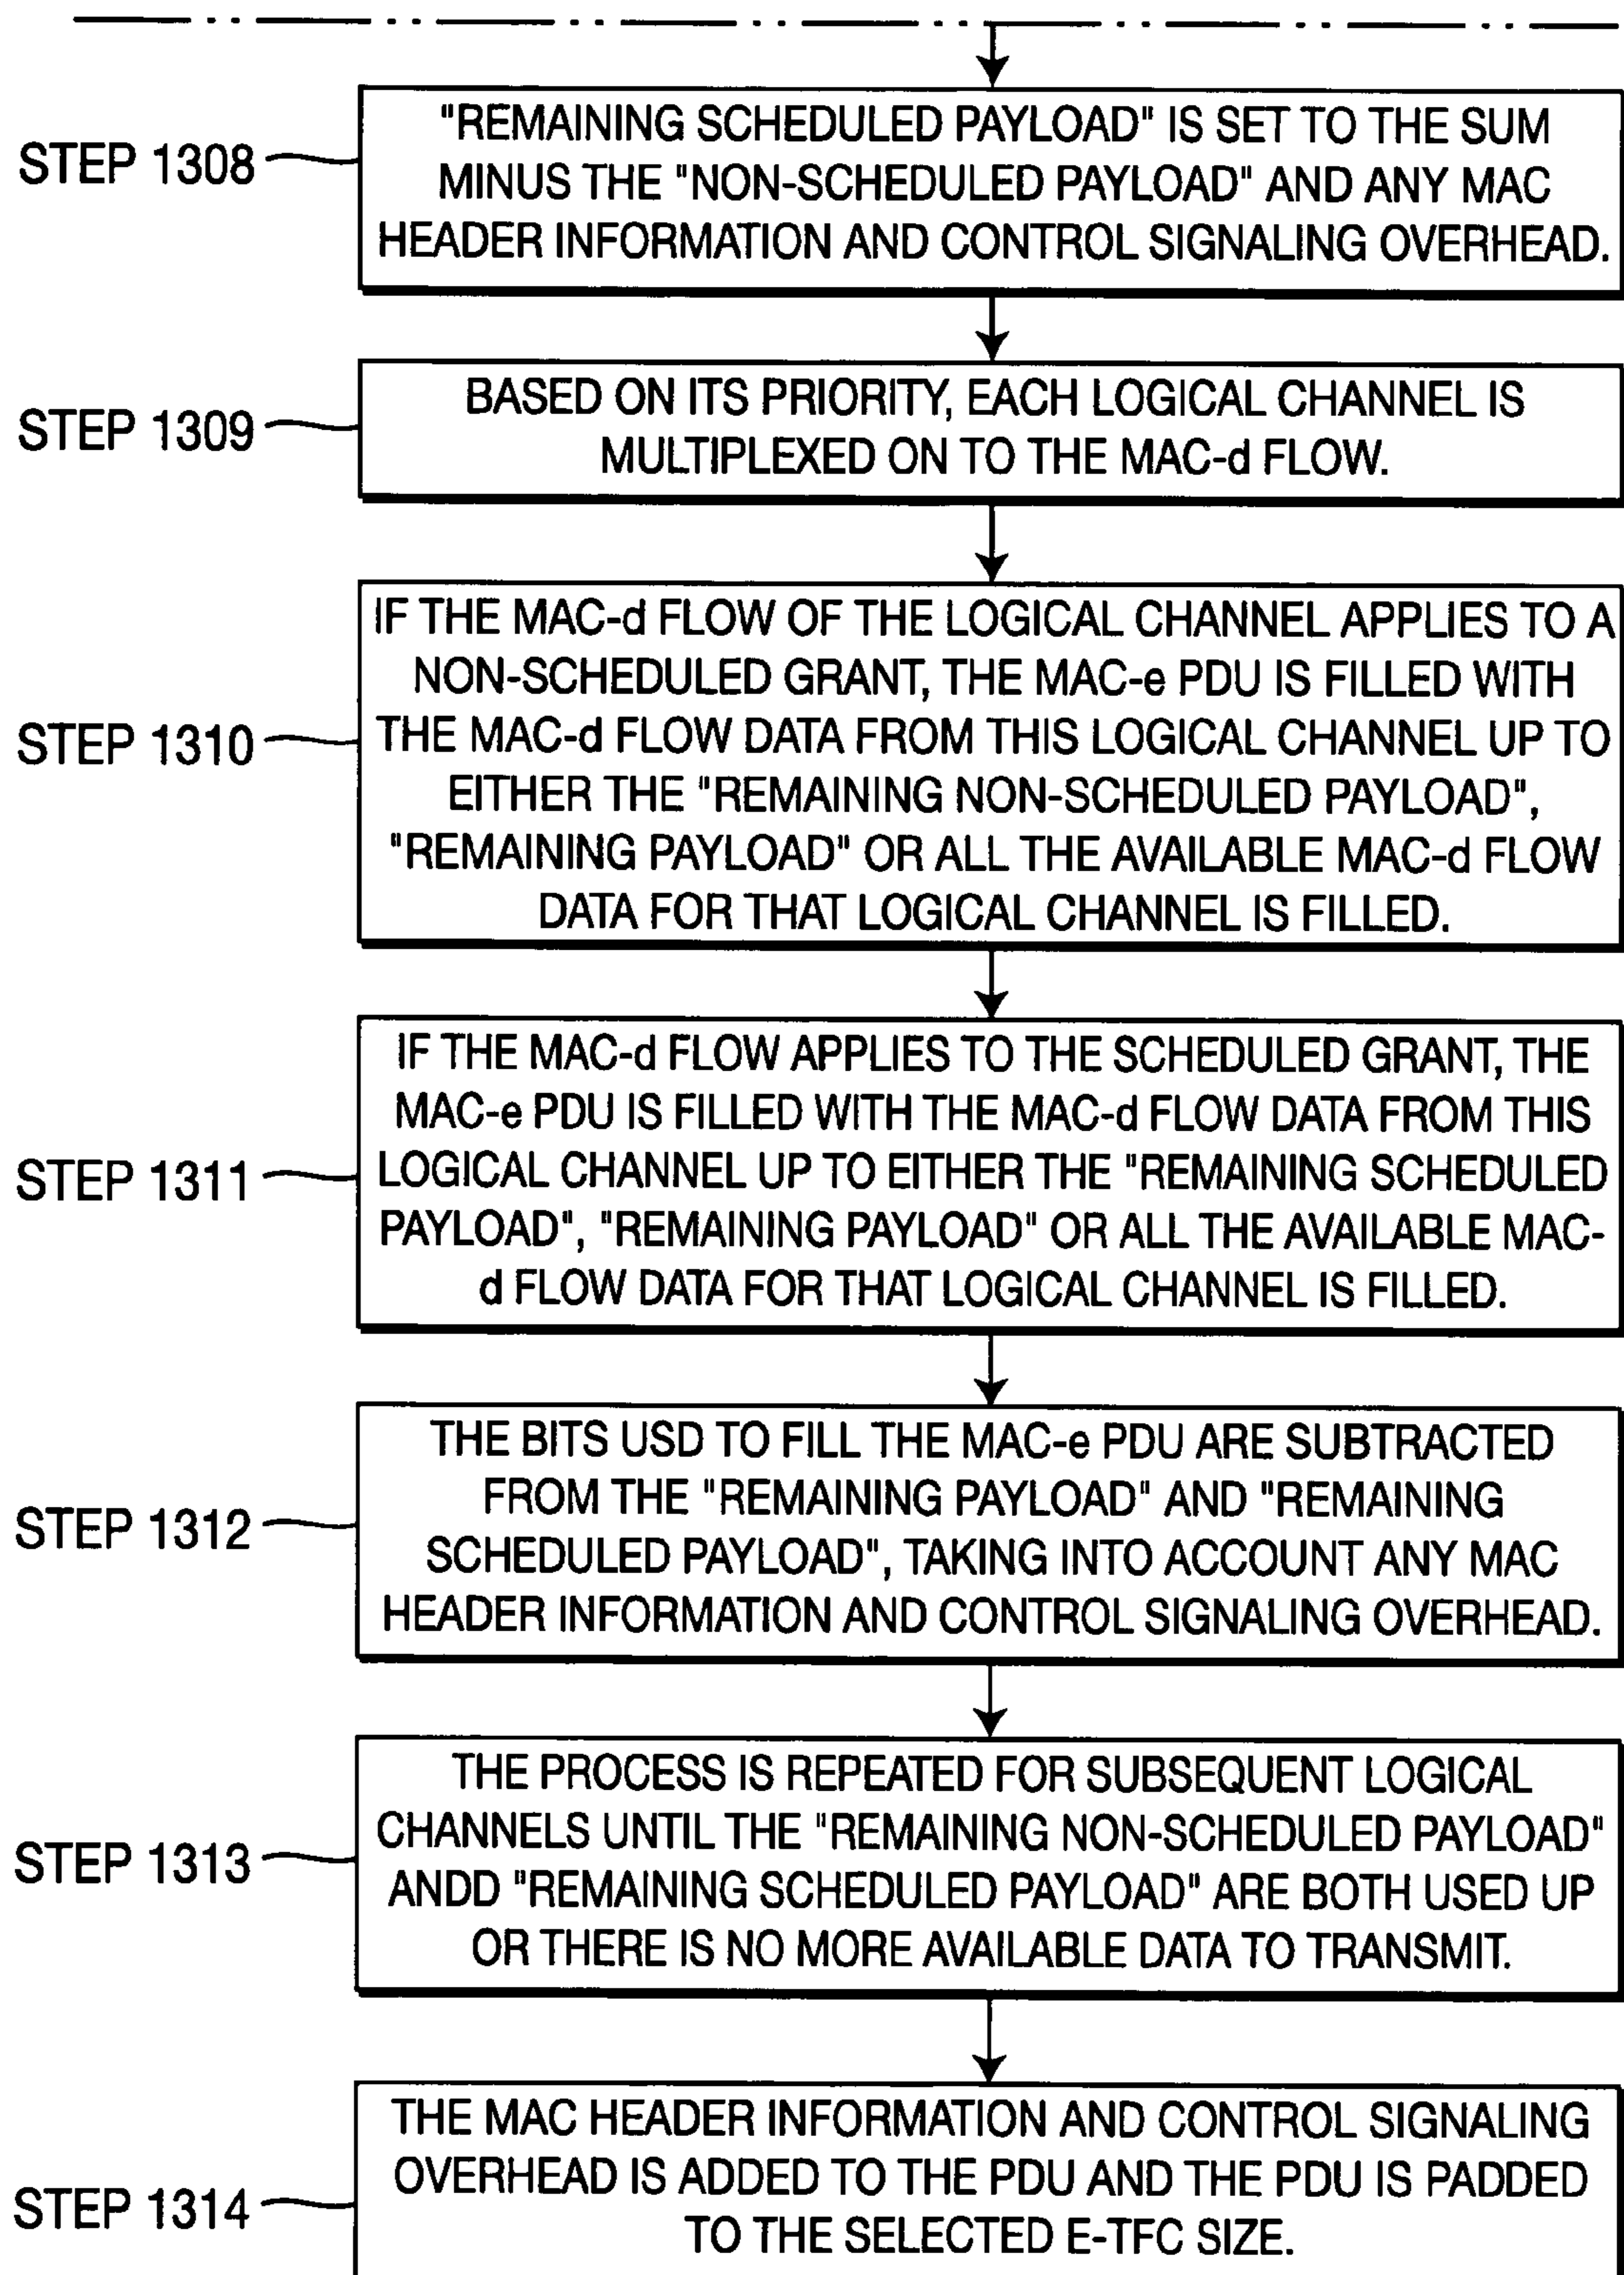 "REMAINING SCHEDULED PAYLOAD" IS SET TO THE SUM
STEP 1308
MINUS THE "NON-SCHEDULED PAYLOAD" AND ANY MAC
HEADER INFORMATION AND CONTROL SIGNALING OVERHEAD.
BASED ON ITS PRIORITY, EACH LOGICAL CHANNEL IS
STEP 1309
MULTIPLEXED ON TO THE MAC-d FLOW.
IF THE MAC-d FLOW OF THE LOGICAL CHANNEL APPLIES TO A
NON-SCHEDULED GRANT, THE MAC-e PDU IS FILLED WITH
STEP 1310
THE MAC-d FLOW DATA FROM THIS LOGICAL CHANNEL UP TO
EITHER THE "REMAINING NON-SCHEDULED PAYLOAD",
"REMAINING PAYLOAD" OR ALL THE AVAILABLE MAC-d FLOW
DATA FOR THAT LOGICAL CHANNEL IS FILLED.
IF THE MAC-d FLOW APPLIES TO THE SCHEDULED GRANT, THE
MAC-e PDU IS FILLED WITH THE MAC-d FLOW DATA FROM THIS
STEP 1311
LOGICAL CHANNEL UP TO EITHER THE "REMAINING SCHEDULED
PAYLOAD", "REMAINING PAYLOAD" OR ALL THE AVAILABLE MAC-
d FLOW DATA FOR THAT LOGICAL CHANNEL IS FILLED.
THE BITS USD TO FILL THE MAC-e PDU ARE SUBTRACTED
FROM THE "REMAINING PAYLOAD" AND "REMAINING
STEP 1312
SCHEDULED PAYLOAD", TAKING INTO ACCOUNT ANY MAC
HEADER INFORMATION AND CONTROL SIGNALING OVERHEAD.
THE PROCESS IS REPEATED FOR SUBSEQUENT LOGICAL
CHANNELS UNTIL THE "REMAINING NON-SCHEDULED PAYLOAD"
STEP 1313
ANDD "REMAINING SCHEDULED PAYLOAD" ARE BOTH USED UP
OR THERE IS NO MORE AVAILABLE DATA TO TRANSMIT.
THE MAC HEADER INFORMATION AND CONTROL SIGNALING
OVERHEAD IS ADDED TO THE PDU AND THE PDU IS PADDED
STEP 1314
TO THE SELECTED E-TFC SIZE.